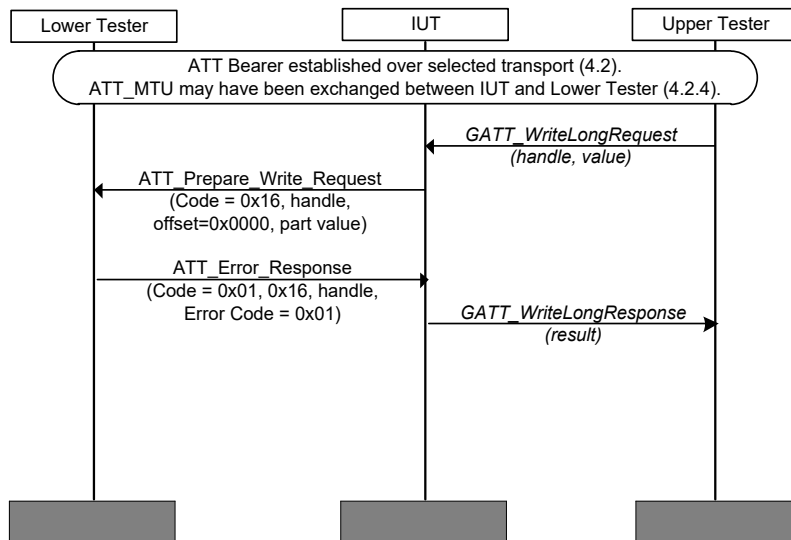 Lower Tester
IUT
Upper Tester
ATT Bearer established over selected transport (4.2).
ATT_MTU may have been exchanged between IUT and Lower Tester (4.2.4).
GATT_WriteLongRequest
(handle, value)
ATT_Prepare_Write_Request
(Code = 0x16, handle,
offset=0x0000, part value)
ATT_Error_Response
(Code = 0x01, 0x16, handle,
Error Code = 0x01)
GATT_WriteLongResponse
(result)